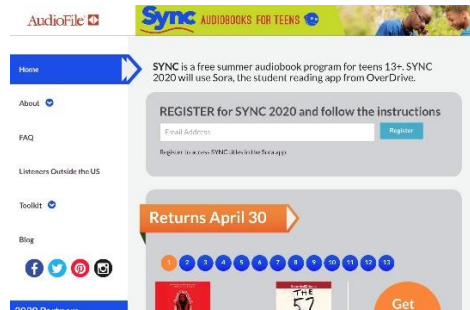 AudioFile
Sync AUDIOBOOKS FOR TEENS
Home
About
FAQ
Listeners Outside the US
Toolkit
Blog
SYNC is a free summer audiobook program for teens 13+. SYNC
2020 will use Sora, the student reading app from OverDrive.
REGISTER for SYNC 2020 and follow the instructions
Email Address
Register
Register to access SYNC titles in the Sora app
Returns April 30
1 2 3 4 5 6 7 8 9 10 11 12 13
THE
57
Get
2020 Partners